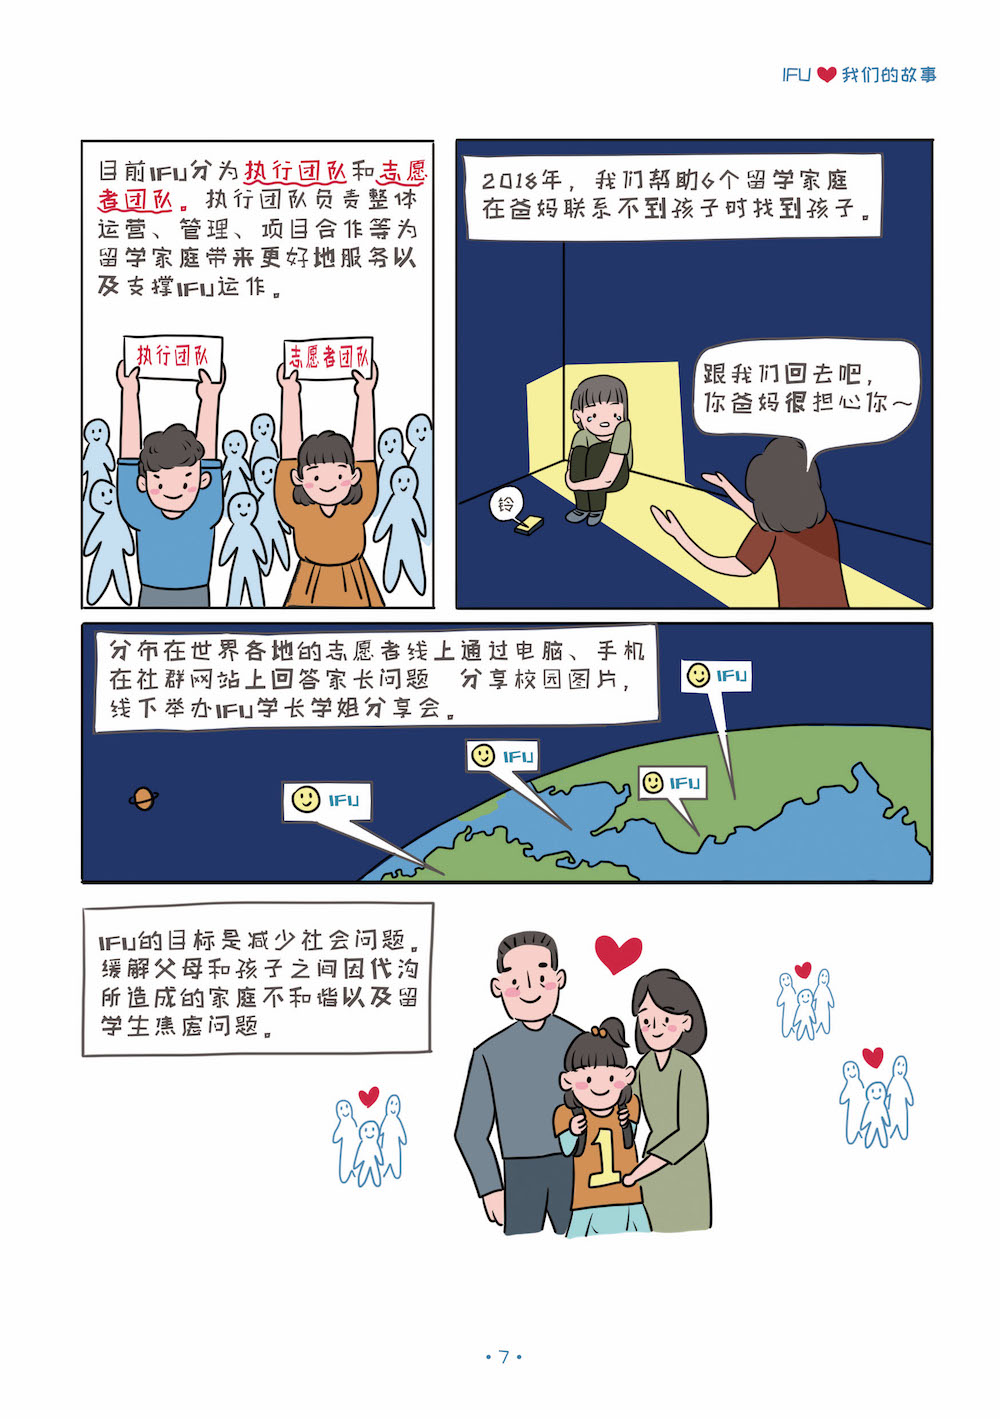 IFU ❤ 我们的故事
目前IFU分为执行团队和志愿
者团队。执行团队负责整体
运营、管理、项目合作等为
留学家庭带来更好地服务以
及支撑IFU运作。
执行团队
志愿者团队
2018年，我们帮助6个留学家庭
在爸妈联系不到孩子时找到孩子。
跟我们回去吧，
你爸妈很担心你～
铃
分布在世界各地的志愿者线上通过电脑、手机
在社群网站上回答家长问题 分享校园图片，
线下举办IFU学长学姐分享会。
IFU
IFU
IFU
IFU
IFU的目标是减少社会问题。
缓解父母和孩子之间因代沟
所造成的家庭不和谐以及留
学生焦虑问题。
1
·7·